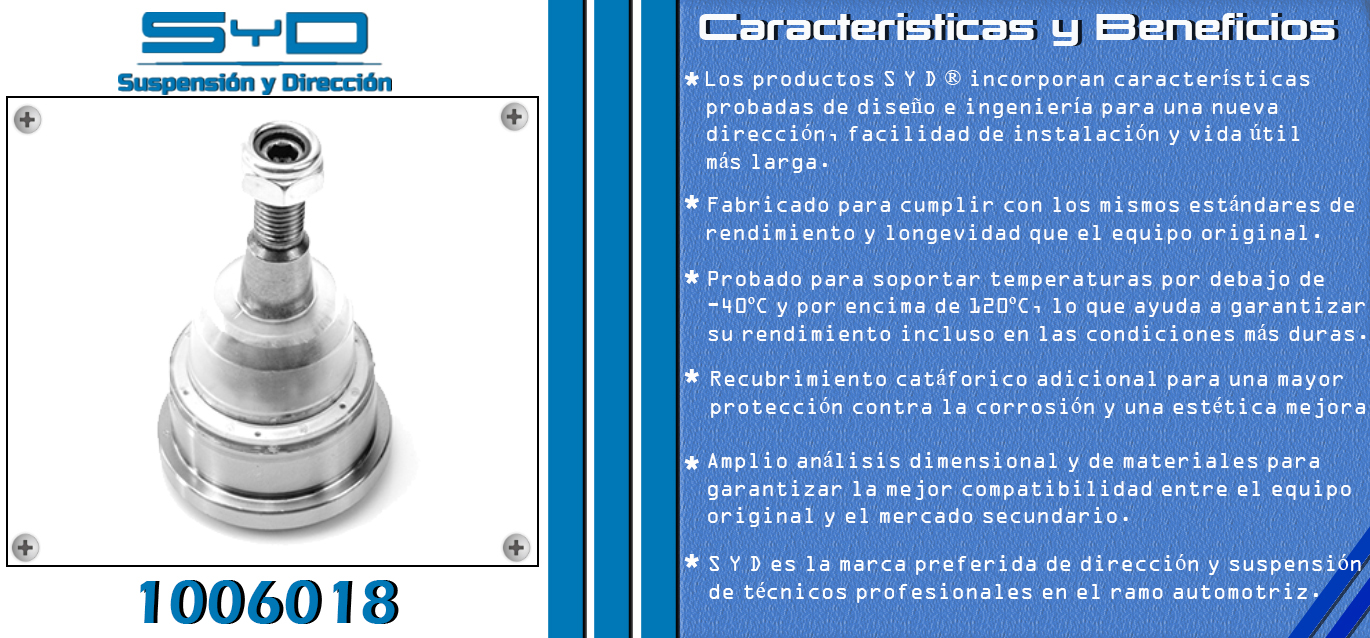 SYD
Suspensión y Dirección
1006018
Caracteristicas y Beneficios
* Los productos S Y D ® incorporan características
probadas de diseño e ingeniería para una nueva
dirección, facilidad de instalación y vida útil
más larga.
* Fabricado para cumplir con los mismos estándares de
rendimiento y longevidad que el equipo original.
* Probado para soportar temperaturas por debajo de
-40°C y por encima de 120°C, lo que ayuda a garantizar
su rendimiento incluso en las condiciones más duras.
* Recubrimiento catáforico adicional para una mayor
protección contra la corrosión y una estética mejora
* Amplio análisis dimensional y de materiales para
garantizar la mejor compatibilidad entre el equipo
original y el mercado secundario.
* S Y D es la marca preferida de dirección y suspensión
de técnicos profesionales en el ramo automotriz.